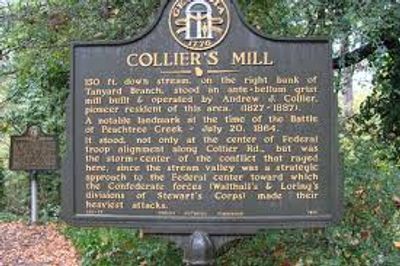 GEORGIA
1776
COLLIER'S MILL
150 ft. down stream, on the right bank of
Tanyard Branch, stood an ante-bellum grist
mill built & operated by Andrew J. Collier,
pioneer resident of this area. (1827-1887).
A notable landmark at the time of the Battle
of Peachtree Creek - July 20, 1864.
It stood, not only at the center of Federal
troop alignment along Collier Rd., but was
the storm-center of the conflict that raged
here, since the stream valley was a strategic
approach to the Federal center toward which
the Confederate forces (Walthall's & Loring's
divisions of Stewart's Corps) made their
heaviest attacks.